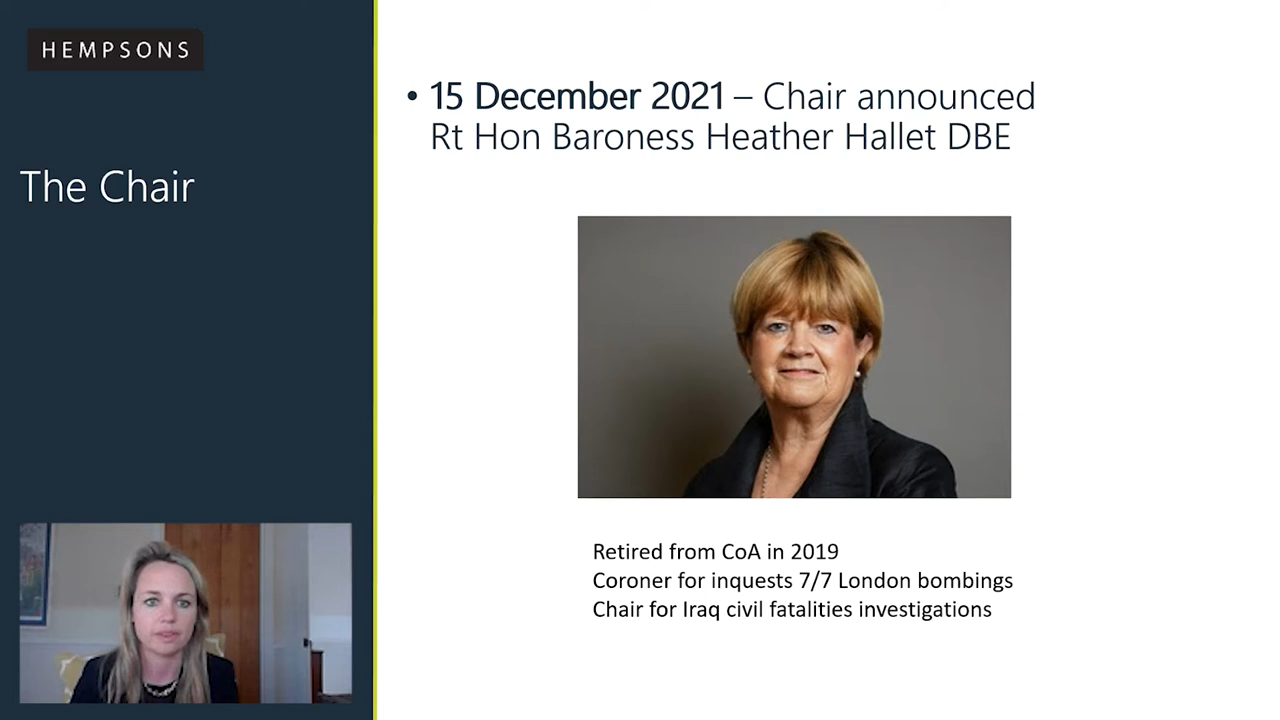 HEMPSONS
The Chair
• 15 December 2021 – Chair announced
Rt Hon Baroness Heather Hallet DBE
Retired from CoA in 2019
Coroner for inquests 7/7 London bombings
Chair for Iraq civil fatalities investigations